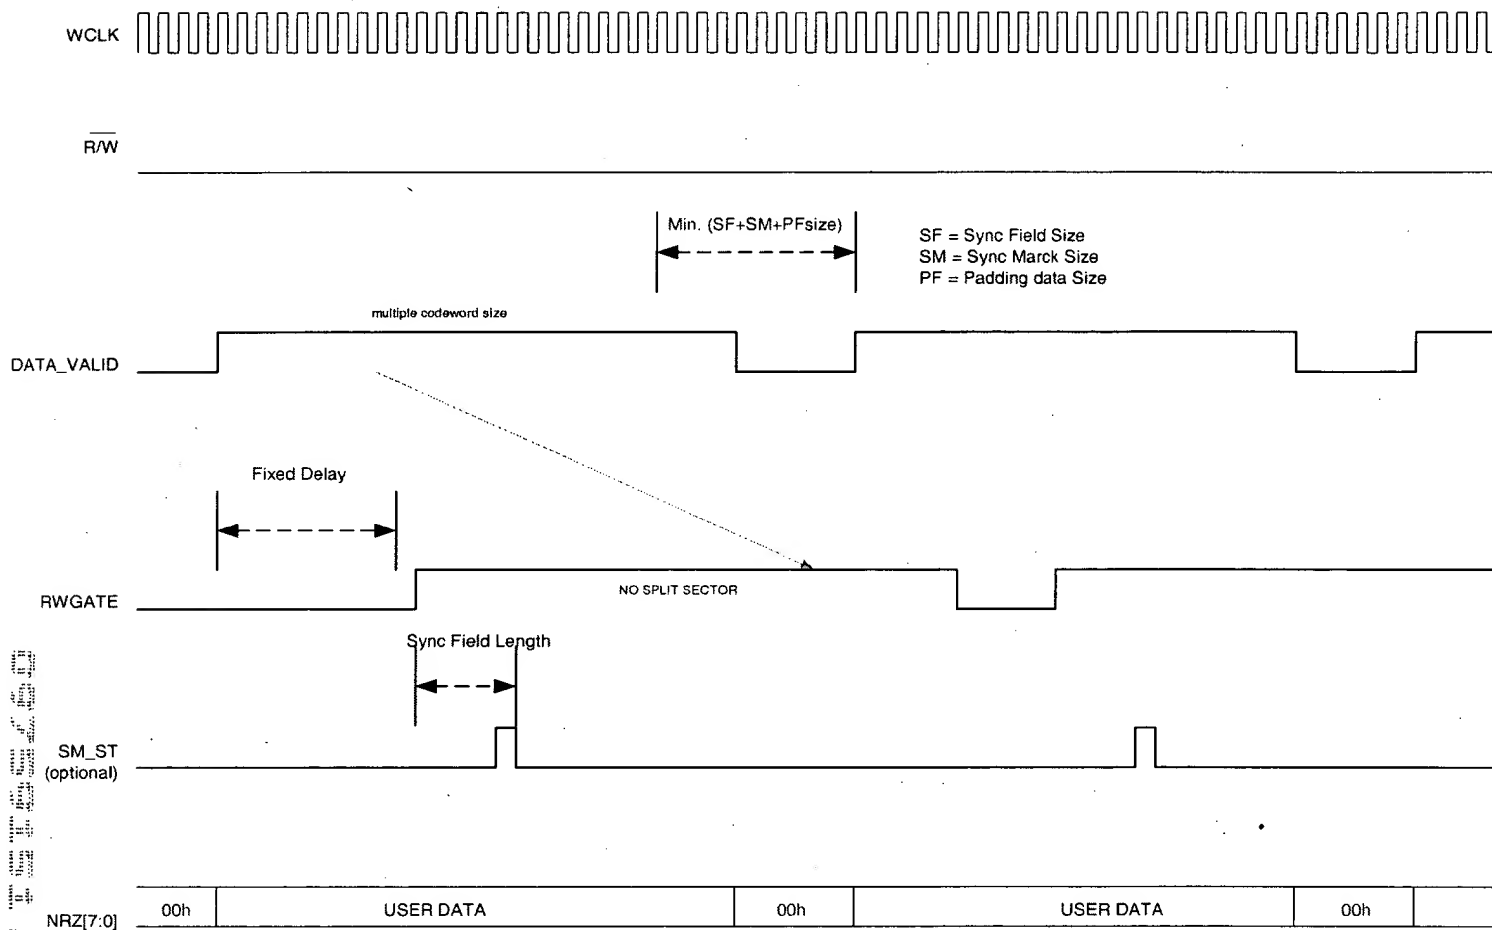 WCLK
R/W
Min. (SF+SM+PFsize)
SF = Sync Field Size
SM = Sync Marck Size
PF = Padding data Size
multiple codeword size
DATA_VALID
Fixed Delay
RWGATE
NO SPLIT SECTOR
Sync Field Length
SM_ST
(optional)
NRZ[7:0]
00h
USER DATA
00h
USER DATA
00h